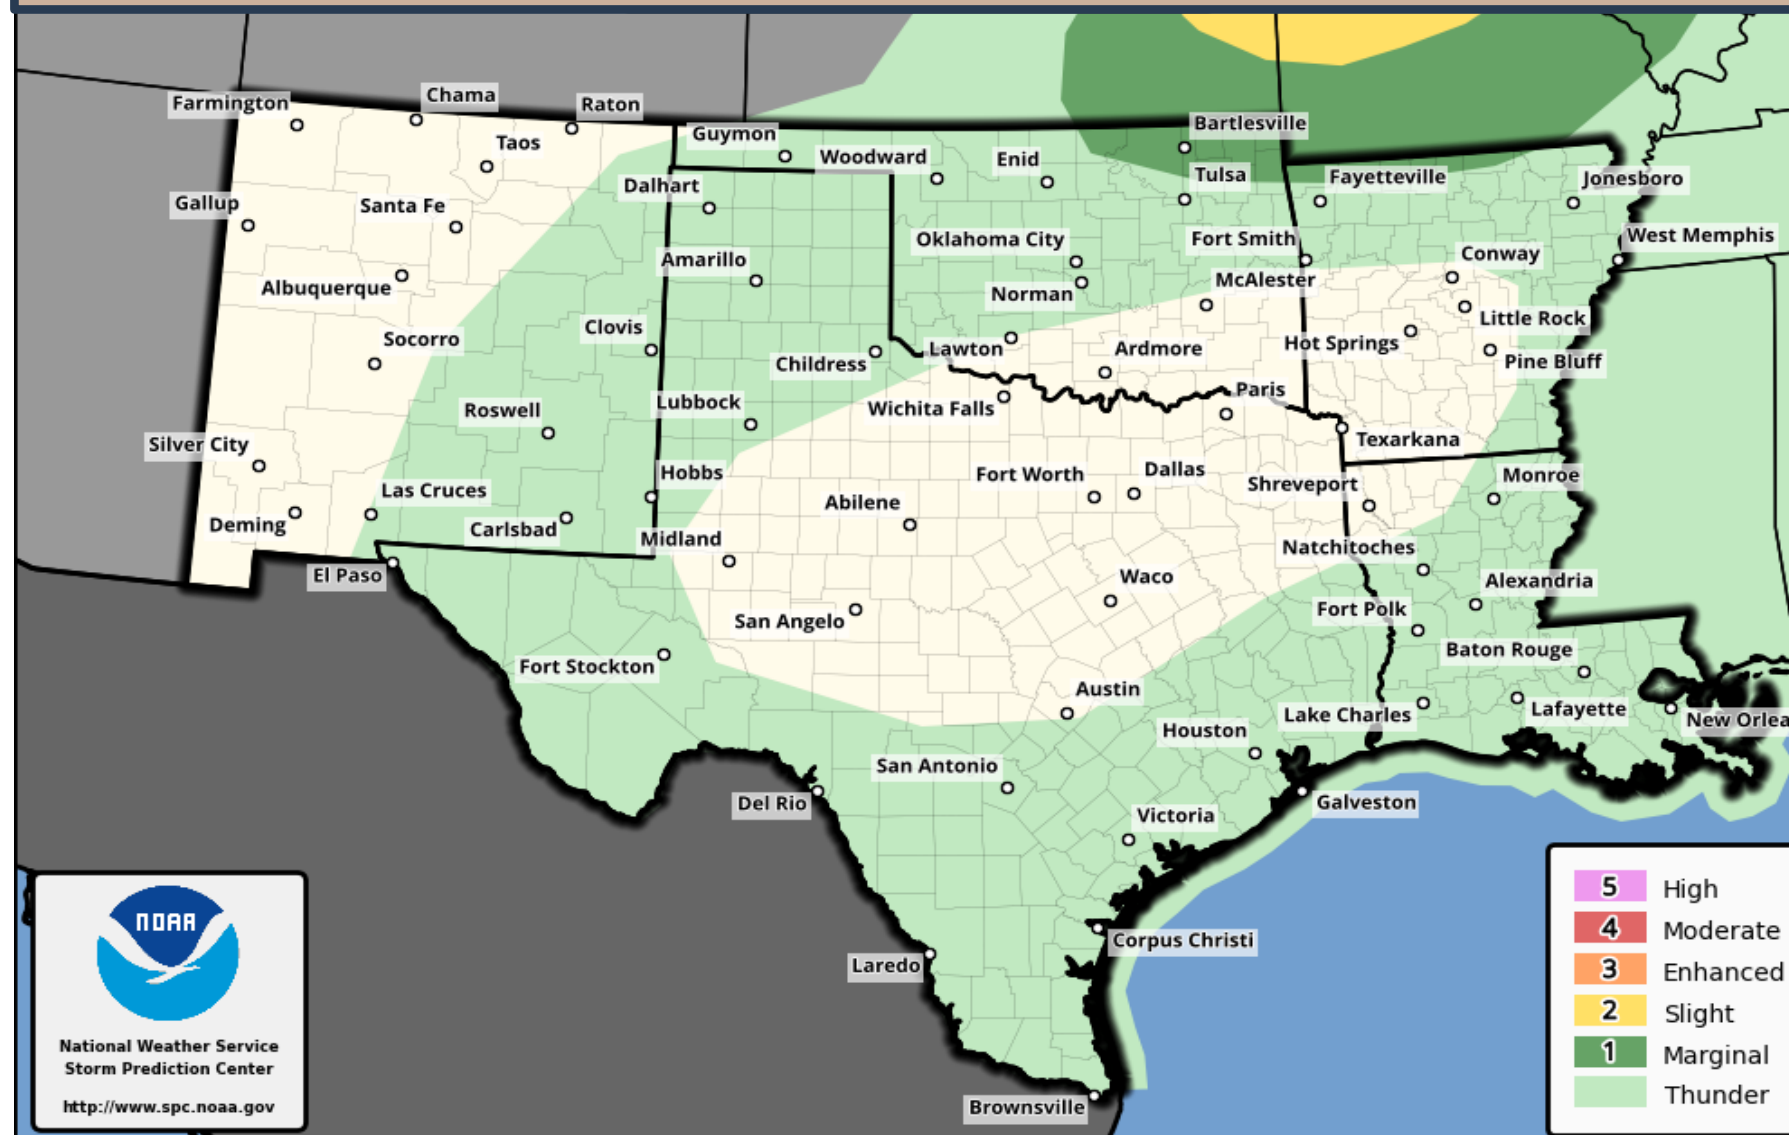 Farmington
Chama
Raton
Taos
Guymon
Woodward
Enid
Bartlesville
Tulsa
Fayetteville
Jonesboro
Gallup
Santa Fe
Dalhart
Oklahoma City
Fort Smith
Conway
West Memphis
Albuquerque
Amarillo
Norman
McAlester
Little Rock
Socorro
Clovis
Childress
Lawton
Ardmore
Hot Springs
Pine Bluff
Roswell
Lubbock
Wichita Falls
Paris
Texarkana
Silver City
Las Cruces
Hobbs
Abilene
Fort Worth
Dallas
Shreveport
Monroe
Deming
Carlsbad
Midland
Natchitoches
El Paso
Waco
Alexandria
San Angelo
Fort Polk
Fort Stockton
Baton Rouge
Austin
Houston
Lake Charles
Lafayette
New Orlea
San Antonio
Del Rio
Victoria
Galveston
Corpus Christi
Laredo
Brownsville
NOAA
National Weather Service
Storm Prediction Center
http://www.spc.noaa.gov
5 High
4 Moderate
3 Enhanced
2 Slight
1 Marginal
Thunder